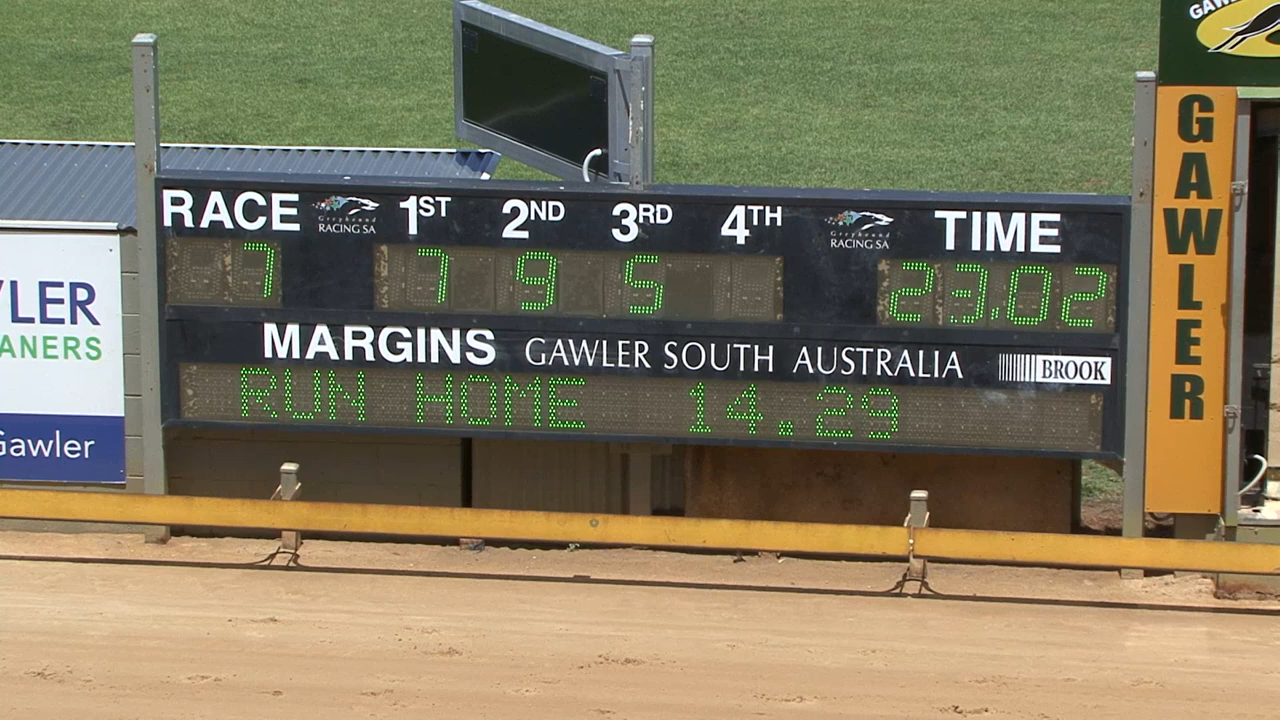 GAWL
GAWLER
RACE
Greyhound
RACING SA
1ST 2ND 3RD 4TH
Greyhound
RACING SA
TIME
7 7 9 5 23.02
MARGINS GAWLER SOUTH AUSTRALIA BROOK
RUN HOME 14.29
YLER
ANERS
Gawler